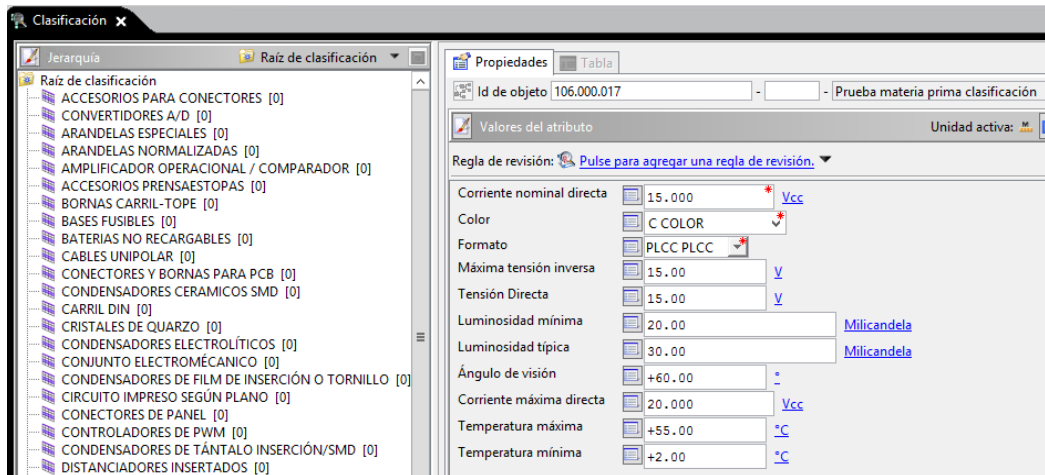 Clasificación
Jerarquía Raíz de clasificación
Raíz de clasificación
ACCESORIOS PARA CONECTORES [0]
CONVERTIDORES A/D [0]
ARANDELAS ESPECIALES [0]
ARANDELAS NORMALIZADAS [0]
AMPLIFICADOR OPERACIONAL / COMPARADOR [0]
ACCESORIOS PRENSAESTOPAS [0]
BORNAS CARRIL-TOPE [0]
BASES FUSIBLES [0]
BATERIAS NO RECARGABLES [0]
CABLES UNIPOLAR [0]
CONECTORES Y BORNAS PARA PCB [0]
CONDENSADORES CERAMICOS SMD [0]
CARRIL DIN [0]
CRISTALES DE QUARZO [0]
CONDENSADORES ELECTROLÍTICOS [0]
CONJUNTO ELECTROMÉCANICO [0]
CONDENSADORES DE FILM DE INSERCIÓN O TORNILLO [0]
CIRCUITO IMPRESO SEGÚN PLANO [0]
CONECTORES DE PANEL [0]
CONTROLADORES DE PWM [0]
CONDENSADORES DE TÁNTALO INSERCIÓN/SMD [0]
DISTANCIADORES INSERTADOS [0]
Propiedades Tabla
Id de objeto 106.000.017 - - Prueba materia prima clasificación
Valores del atributo Unidad activa:
Regla de revisión: Pulse para agregar una regla de revisión.
Corriente nominal directa 15.000 * Vcc
Color C COLOR *
Formato PLCC PLCC *
Máxima tensión inversa 15.00 V
Tensión Directa 15.00 V
Luminosidad mínima 20.00 Milicandela
Luminosidad típica 30.00 Milicandela
Ángulo de visión +60.00 °
Corriente máxima directa 20.000 Vcc
Temperatura máxima +55.00 °C
Temperatura mínima +2.00 °C